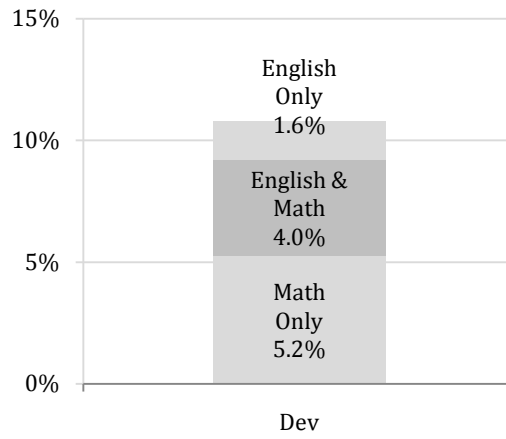 15%
English
Only
1.6%
10%
English &
Math
4.0%
5%
Math
Only
5.2%
0%
Dev